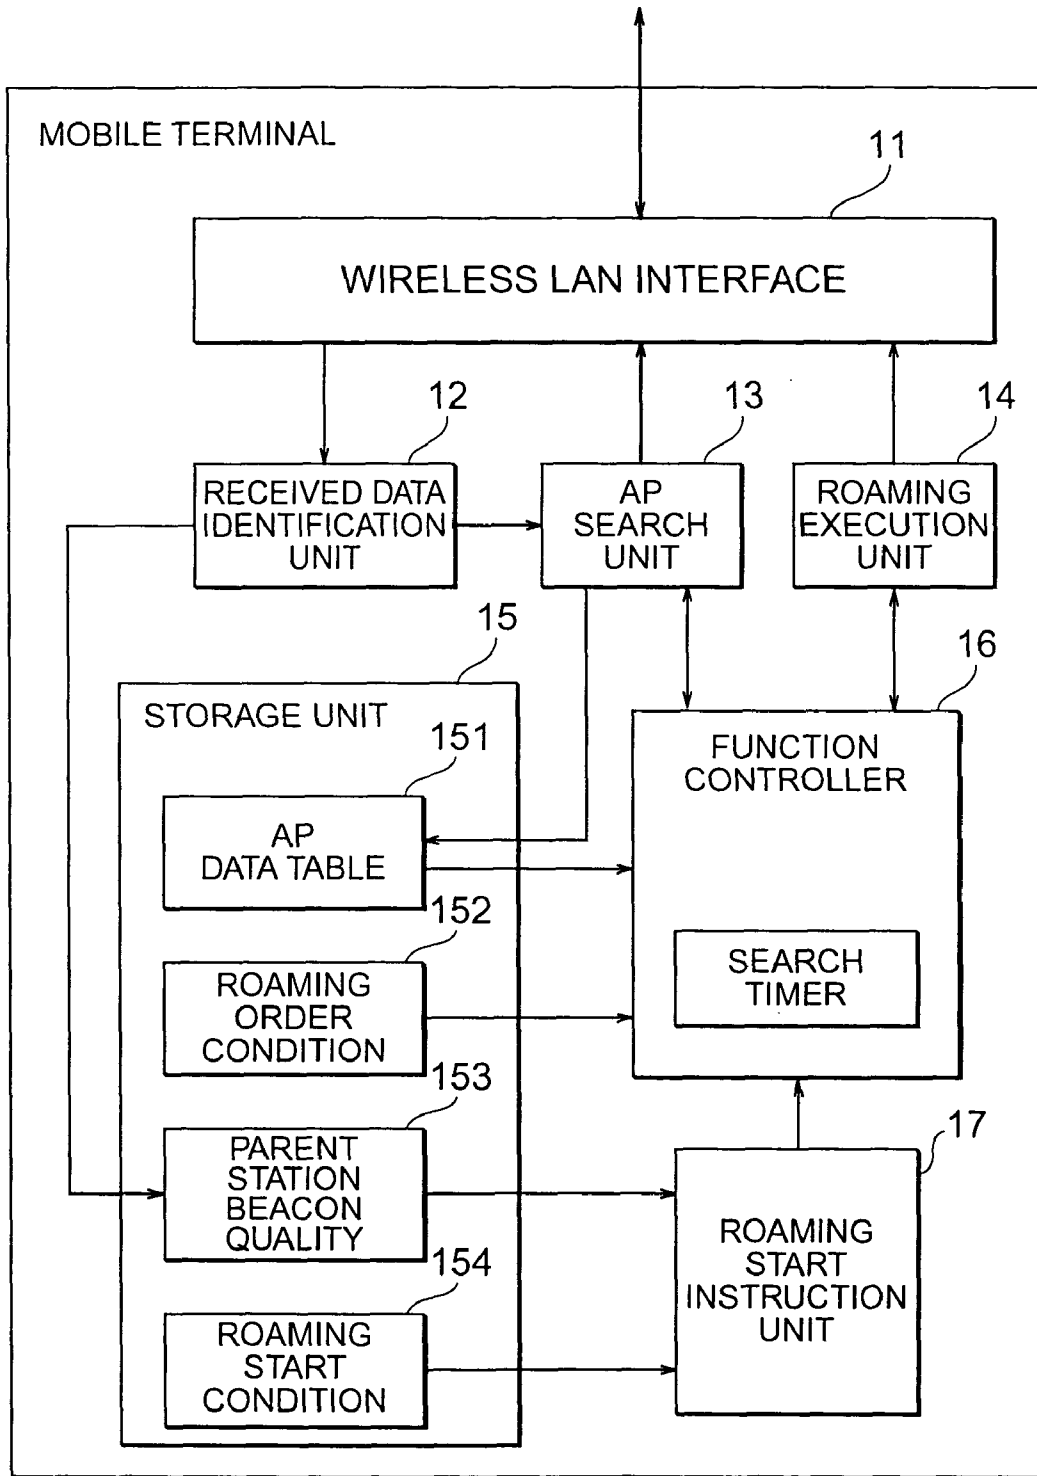 MOBILE TERMINAL
11
WIRELESS LAN INTERFACE
12
13
14
RECEIVED DATA
IDENTIFICATION
UNIT
AP
SEARCH
UNIT
ROAMING
EXECUTION
UNIT
15
16
STORAGE UNIT
151
AP
DATA TABLE
FUNCTION
CONTROLLER
152
ROAMING
ORDER
CONDITION
SEARCH
TIMER
153
PARENT
STATION
BEACON
QUALITY
17
154
ROAMING
START
CONDITION
ROAMING
START
INSTRUCTION
UNIT